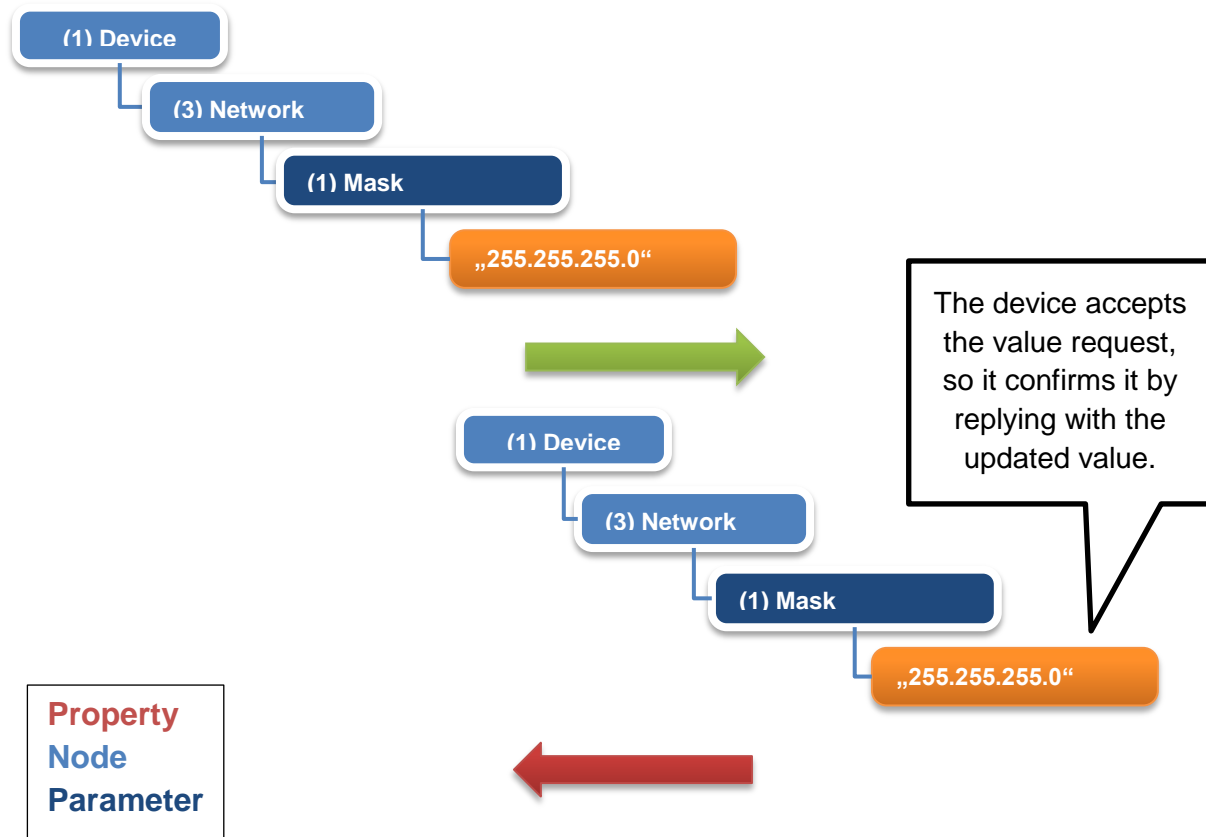 (1) Device
(3) Network
(1) Mask
„255.255.255.0“
The device accepts
the value request,
so it confirms it by
replying with the
updated value.
(1) Device
(3) Network
(1) Mask
„255.255.255.0“
Property
Node
Parameter